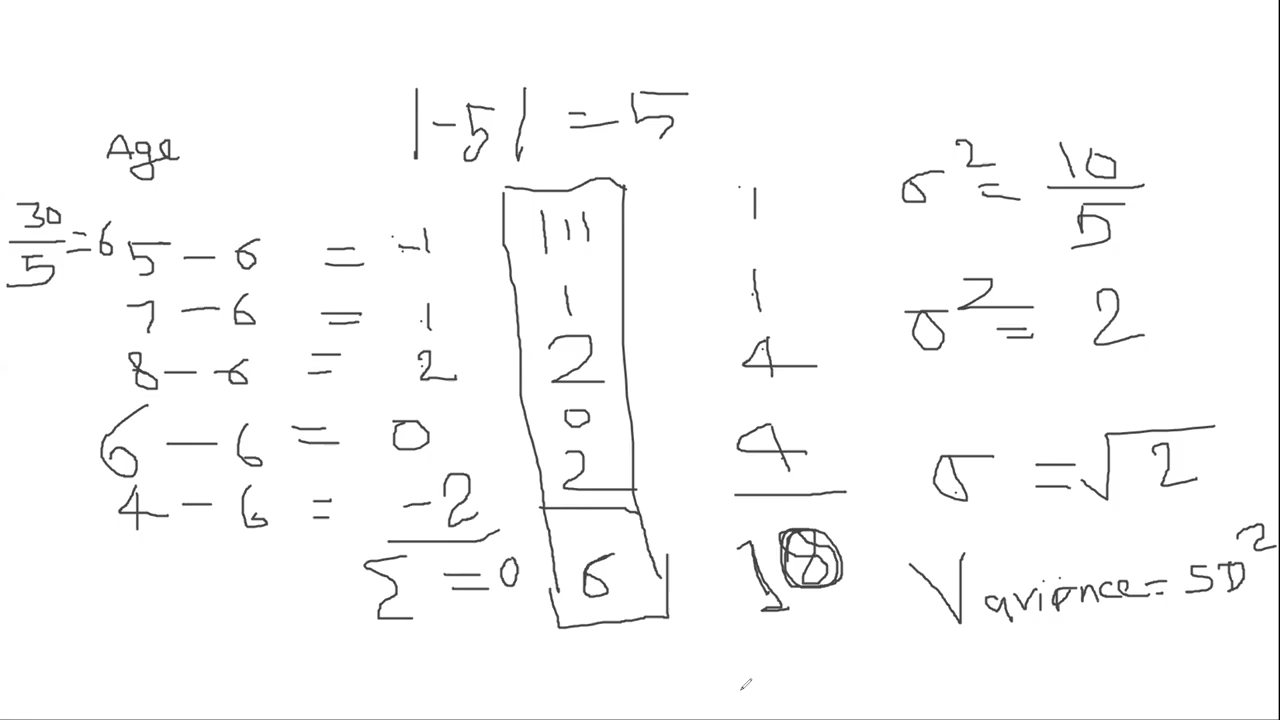 |-5| = 5
Age
30/5 = 6
5 - 6 = -1 |1| 1
7 - 6 = 1 1 1
8 - 6 = 2 2 4
6 - 6 = 0 0
4 - 6 = -2 2 4
Σ = 0 6 10
σ² = 10/5
σ² = 2
σ = √2
Variance = SD²